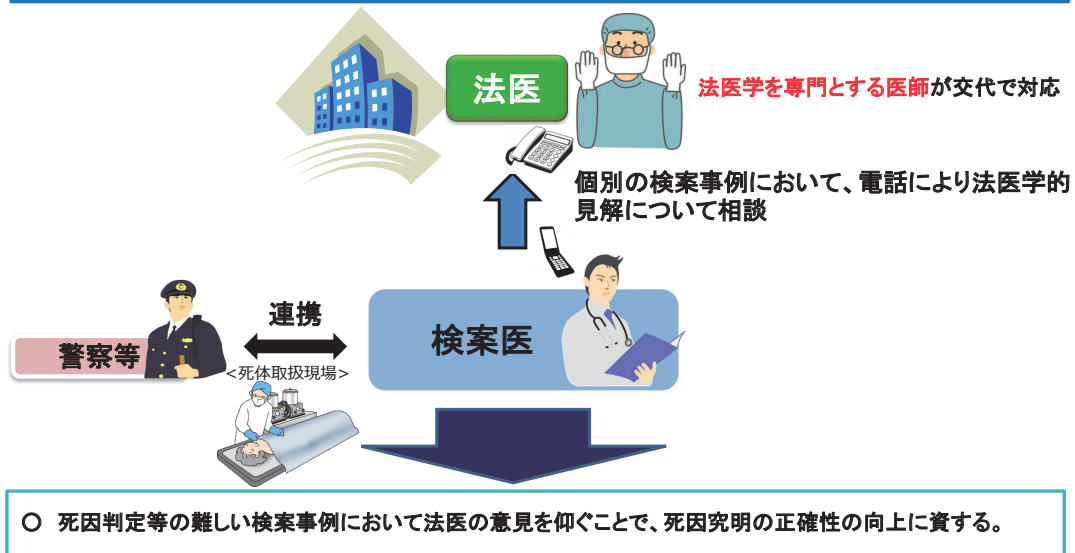 法医
法医学を専門とする医師が交代で対応
個別の検案事例において、電話により法医学的
見解について相談
連携
検案医
警察等
<死体取扱現場>
○ 死因判定等の難しい検案事例において法医の意見を仰ぐことで、死因究明の正確性の向上に資する。